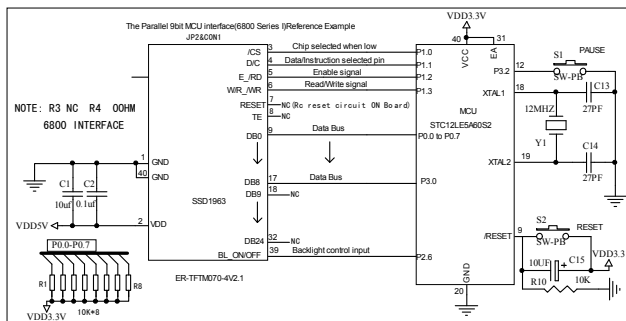 The Parallel 9bit MCU interface(6800 Series I)Reference Example
JP2&CON1
NOTE: R3 NC R4 0OHM
6800 INTERFACE
/CS 3 Chip selected when low P1.0
D/C 4 Data/Instruction selected pin P1.1
E_/RD 5 Enable signal P1.2
W/R_/WR 6 Read/Write signal P1.3
RESET 7 NC(Rc reset circuit ON Board)
TE 8 NC
DB0 9 Data Bus P0.0 to P0.7
DB8 17 Data Bus P3.0
DB9 18 NC
DB24 32 NC
BL_ON/OFF 39 Backlight control input P2.6
1 GND
40 GND
2 VDD
SSD1963
ER-TFTM070-4V2.1
C1 C2
10uf 0.1uf
VDD5V
P0.0-P0.7
R1 R8
10K*8
VDD3.3V
VDD3.3V
40 31
VCC EA
MCU
STC12LE5A60S2
P3.2 12
XTAL1 18
XTAL2 19
/RESET 9
GND
20
S1 PAUSE
SW-PB
C13
27PF
12MHZ
Y1
C14
27PF
S2 RESET
SW-PB
10UF + C15
VDD3.3
R10 10K